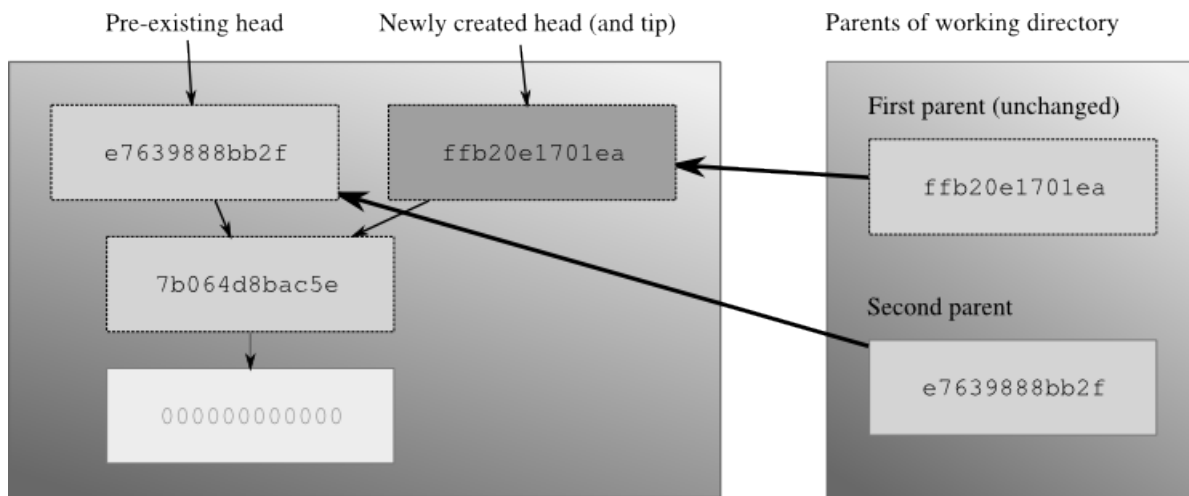 Pre-existing head
Newly created head (and tip)
Parents of working directory
First parent (unchanged)
e7639888bb2f
ffb20e1701ea
ffb20e1701ea
7b064d8bac5e
Second parent
e7639888bb2f
000000000000